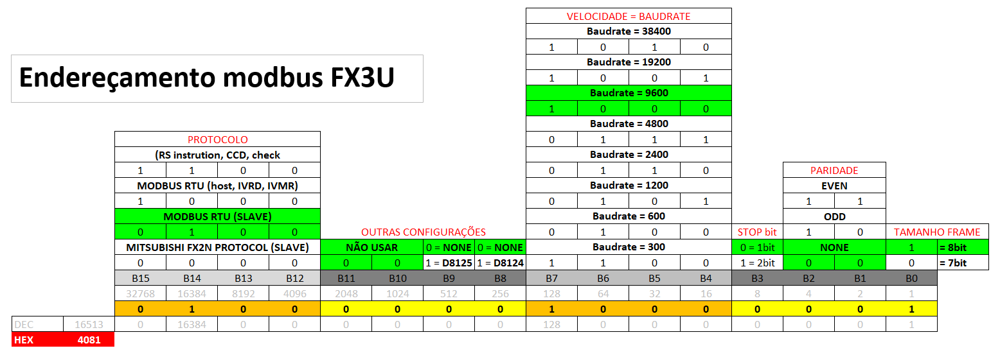 VELOCIDADE = BAUDRATE
Baudrate = 38400
1 0 1 0
Baudrate = 19200
Endereçamento modbus FX3U
1 0 0 1
Baudrate = 9600
1 0 0 0
Baudrate = 4800
PROTOCOLO 0 1 1 1
(RS instrution, CCD, check Baudrate = 2400
1 1 0 0 0 1 1 0 PARIDADE
MODBUS RTU (host, IVRD, IVMR) Baudrate = 1200 EVEN
1 0 0 0 0 1 0 1 1 1
MODBUS RTU (SLAVE) Baudrate = 600 ODD
0 1 0 0 OUTRAS CONFIGURAÇÕES 0 1 0 0 STOP bit 1 0 TAMANHO FRAME
MITSUBISHI FX2N PROTOCOL (SLAVE) NÃO USAR 0 = NONE 0 = NONE Baudrate = 300 0 = 1bit NONE 1 = 8bit
0 0 0 0 0 0 1 = D8125 1 = D8124 1 1 0 0 1 = 2bit 0 0 0 = 7bit
B15 B14 B13 B12 B11 B10 B9 B8 B7 B6 B5 B4 B3 B2 B1 B0
32768 16384 8192 4096 2048 1024 512 256 128 64 32 16 8 4 2 1
0 1 0 0 0 0 0 0 1 0 0 0 0 0 0 1
DEC 16513 0 16384 0 0 0 0 0 0 128 0 0 0 0 0 0 1
HEX 4081